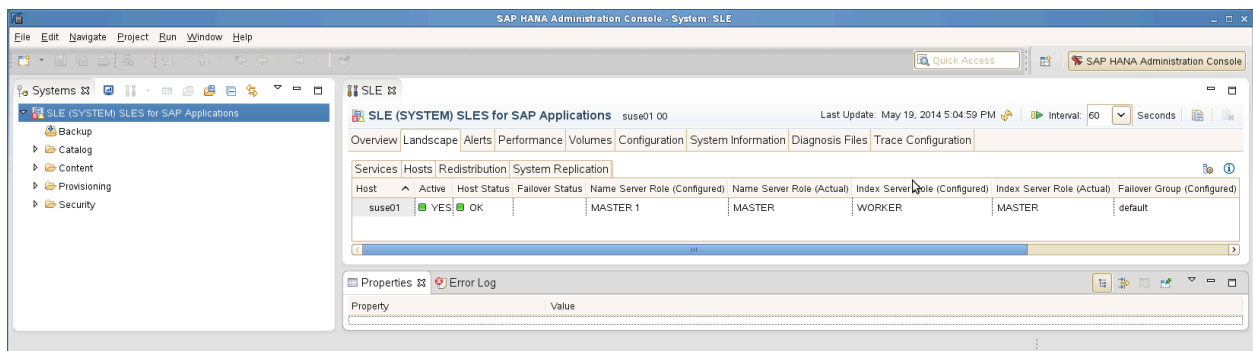 SAP HANA Administration Console - System: SLE
File Edit Navigate Project Run Window Help
Quick Access
SAP HANA Administration Console
Systems
SLE (SYSTEM) SLES for SAP Applications
Backup
Catalog
Content
Provisioning
Security
SLE
SLE (SYSTEM) SLES for SAP Applications suse01 00 Last Update: May 19, 2014 5:04:59 PM Interval: 60 Seconds
Overview Landscape Alerts Performance Volumes Configuration System Information Diagnosis Files Trace Configuration
Services Hosts Redistribution System Replication
Host Active Host Status Failover Status Name Server Role (Configured) Name Server Role (Actual) Index Server Role (Configured) Index Server Role (Actual) Failover Group (Configured)
suse01 YES OK MASTER 1 MASTER WORKER MASTER default
Properties Error Log
Property Value